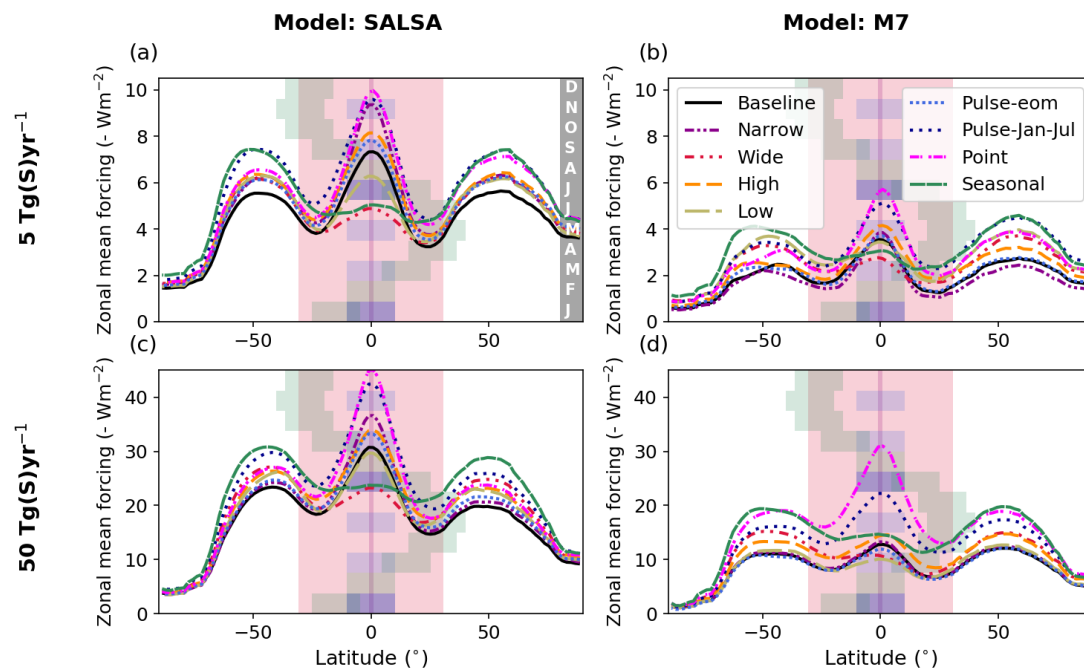 Model: SALSA
Model: M7
(a)
(b)
5 Tg(S)yr⁻¹
Zonal mean forcing (- Wm⁻²)
10
8
6
4
2
0
−50
0
50
D
N
O
S
A
J
J
M
A
M
F
J
Zonal mean forcing (- Wm⁻²)
10
8
6
4
2
0
−50
0
50
Baseline
Narrow
Wide
High
Low
Pulse-eom
Pulse-Jan-Jul
Point
Seasonal
(c)
(d)
50 Tg(S)yr⁻¹
Zonal mean forcing (- Wm⁻²)
40
30
20
10
0
−50
0
50
Latitude (°)
Zonal mean forcing (- Wm⁻²)
40
30
20
10
0
−50
0
50
Latitude (°)